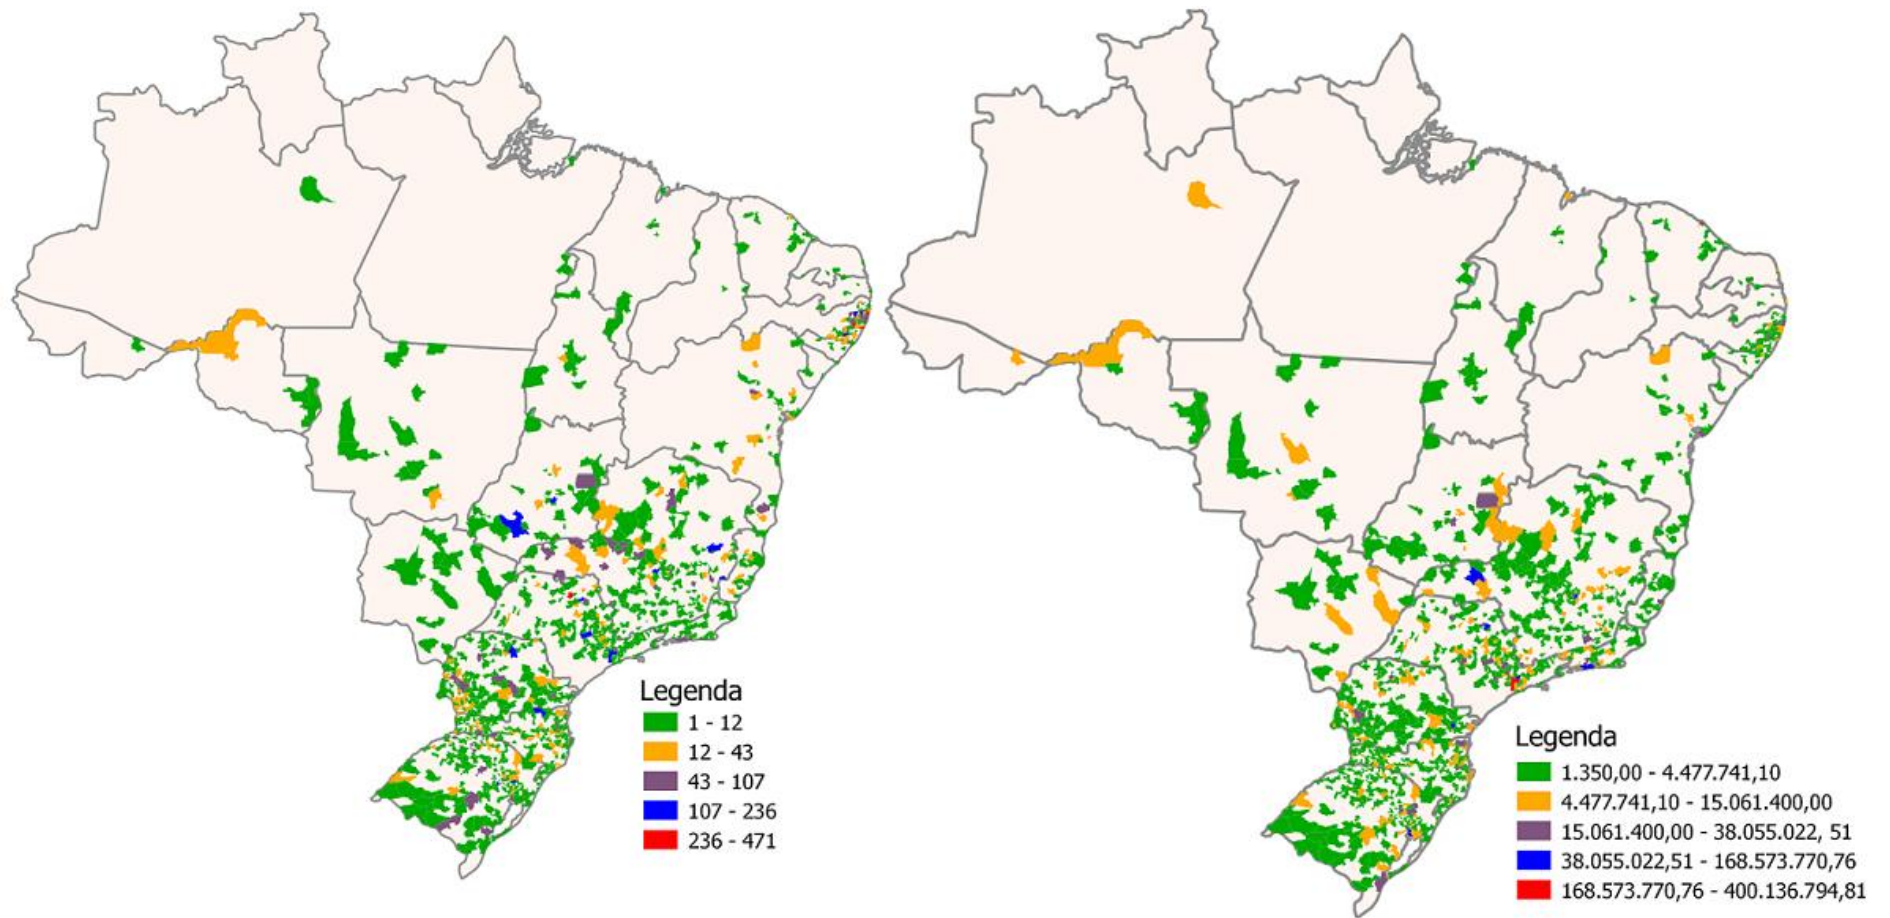 Legenda
1 - 12
12 - 43
43 - 107
107 - 236
236 - 471
Legenda
1.350,00 - 4.477.741,10
4.477.741,10 - 15.061.400,00
15.061.400,00 - 38.055.022, 51
38.055.022,51 - 168.573.770,76
168.573.770,76 - 400.136.794,81